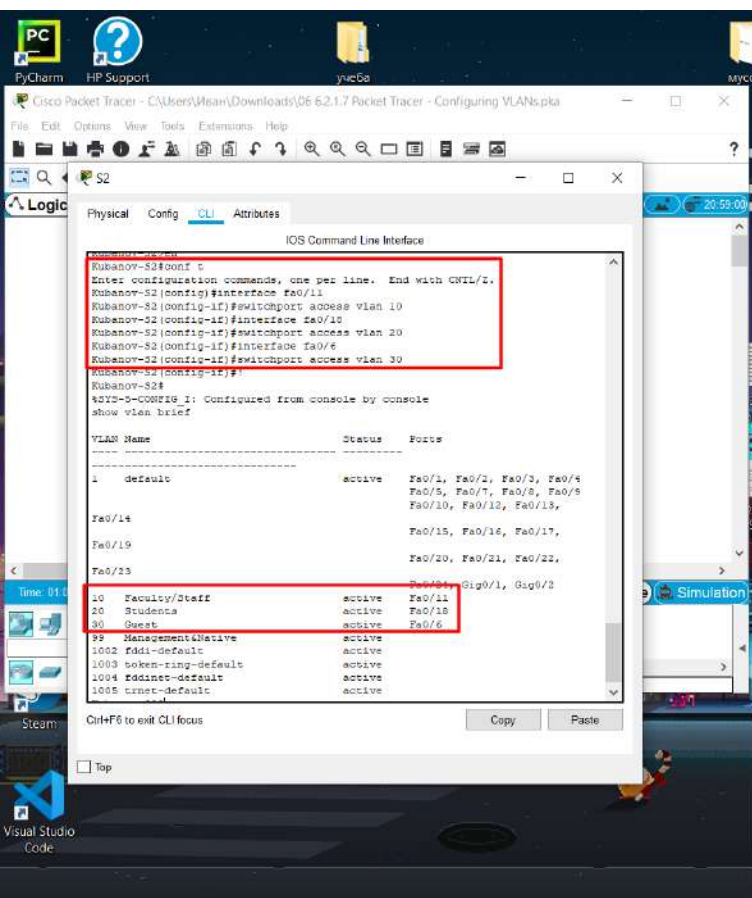 PC
PyCharm
HP Support
учеба
Cisco Packet Tracer - C:\Users\Иван\Downloads\06 6.2.1.7 Packet Tracer - Configuring VLANs.pka
File Edit Options View Tools Extensions Help
S2
Logic
20:59:00
Physical Config CLI Attributes
IOS Command Line Interface
Kubanov-S2>en
Kubanov-S2#conf t
Enter configuration commands, one per line. End with CNTL/Z.
Kubanov-S2(config)#interface fa0/11
Kubanov-S2(config-if)#switchport access vlan 10
Kubanov-S2(config-if)#interface fa0/18
Kubanov-S2(config-if)#switchport access vlan 20
Kubanov-S2(config-if)#interface fa0/6
Kubanov-S2(config-if)#switchport access vlan 30
Kubanov-S2(config-if)#!
Kubanov-S2#
%SYS-5-CONFIG_I: Configured from console by console
show vlan brief
VLAN Name Status Ports
---- -------------------------------- ---------
-------------------------------
1 default active Fa0/1, Fa0/2, Fa0/3, Fa0/4
Fa0/5, Fa0/7, Fa0/8, Fa0/9
Fa0/10, Fa0/12, Fa0/13,
Fa0/14
Fa0/15, Fa0/16, Fa0/17,
Fa0/19
Fa0/20, Fa0/21, Fa0/22,
Fa0/23
Fa0/24, Gig0/1, Gig0/2
10 Faculty/Staff active Fa0/11
20 Students active Fa0/18
30 Guest active Fa0/6
99 Management&Native active
1002 fddi-default active
1003 token-ring-default active
1004 fddinet-default active
1005 trnet-default active
Time: 01:0
Simulation
Ctrl+F6 to exit CLI focus
Copy Paste
Top
Steam
Visual Studio
Code